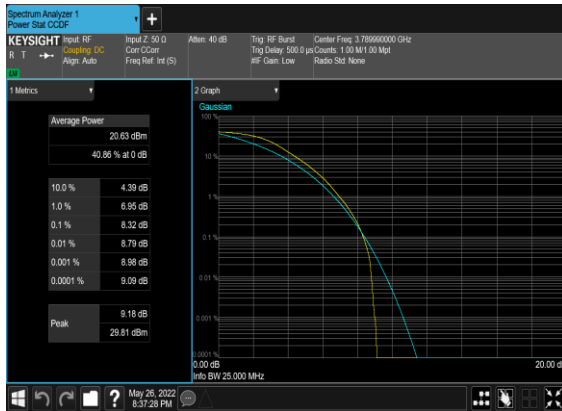 Spectrum Analyzer 1
Power Stat CCDF
+
KEYSIGHT
R T
LXI
Input: RF
Coupling: DC
Align: Auto
Input Z: 50 Ω
Corr CCorr
Freq Ref: Int (S)
Atten: 40 dB
Trig: RF Burst
Trig Delay: 500.0 µs
#IF Gain: Low
Center Freq: 3.789990000 GHz
Counts: 1.00 M/1.00 Mpt
Radio Std: None
1 Metrics
Average Power
20.63 dBm
40.86 % at 0 dB
10.0 % 4.39 dB
1.0 % 6.95 dB
0.1 % 8.32 dB
0.01 % 8.79 dB
0.001 % 8.98 dB
0.0001 % 9.09 dB
Peak
9.18 dB
29.81 dBm
2 Graph
Gaussian
100 %
10 %
1 %
0.1 %
0.01 %
0.001 %
0.0001 %
0.00 dB
20.00 d
Info BW 25.000 MHz
?
May 26, 2022
8:37:28 PM